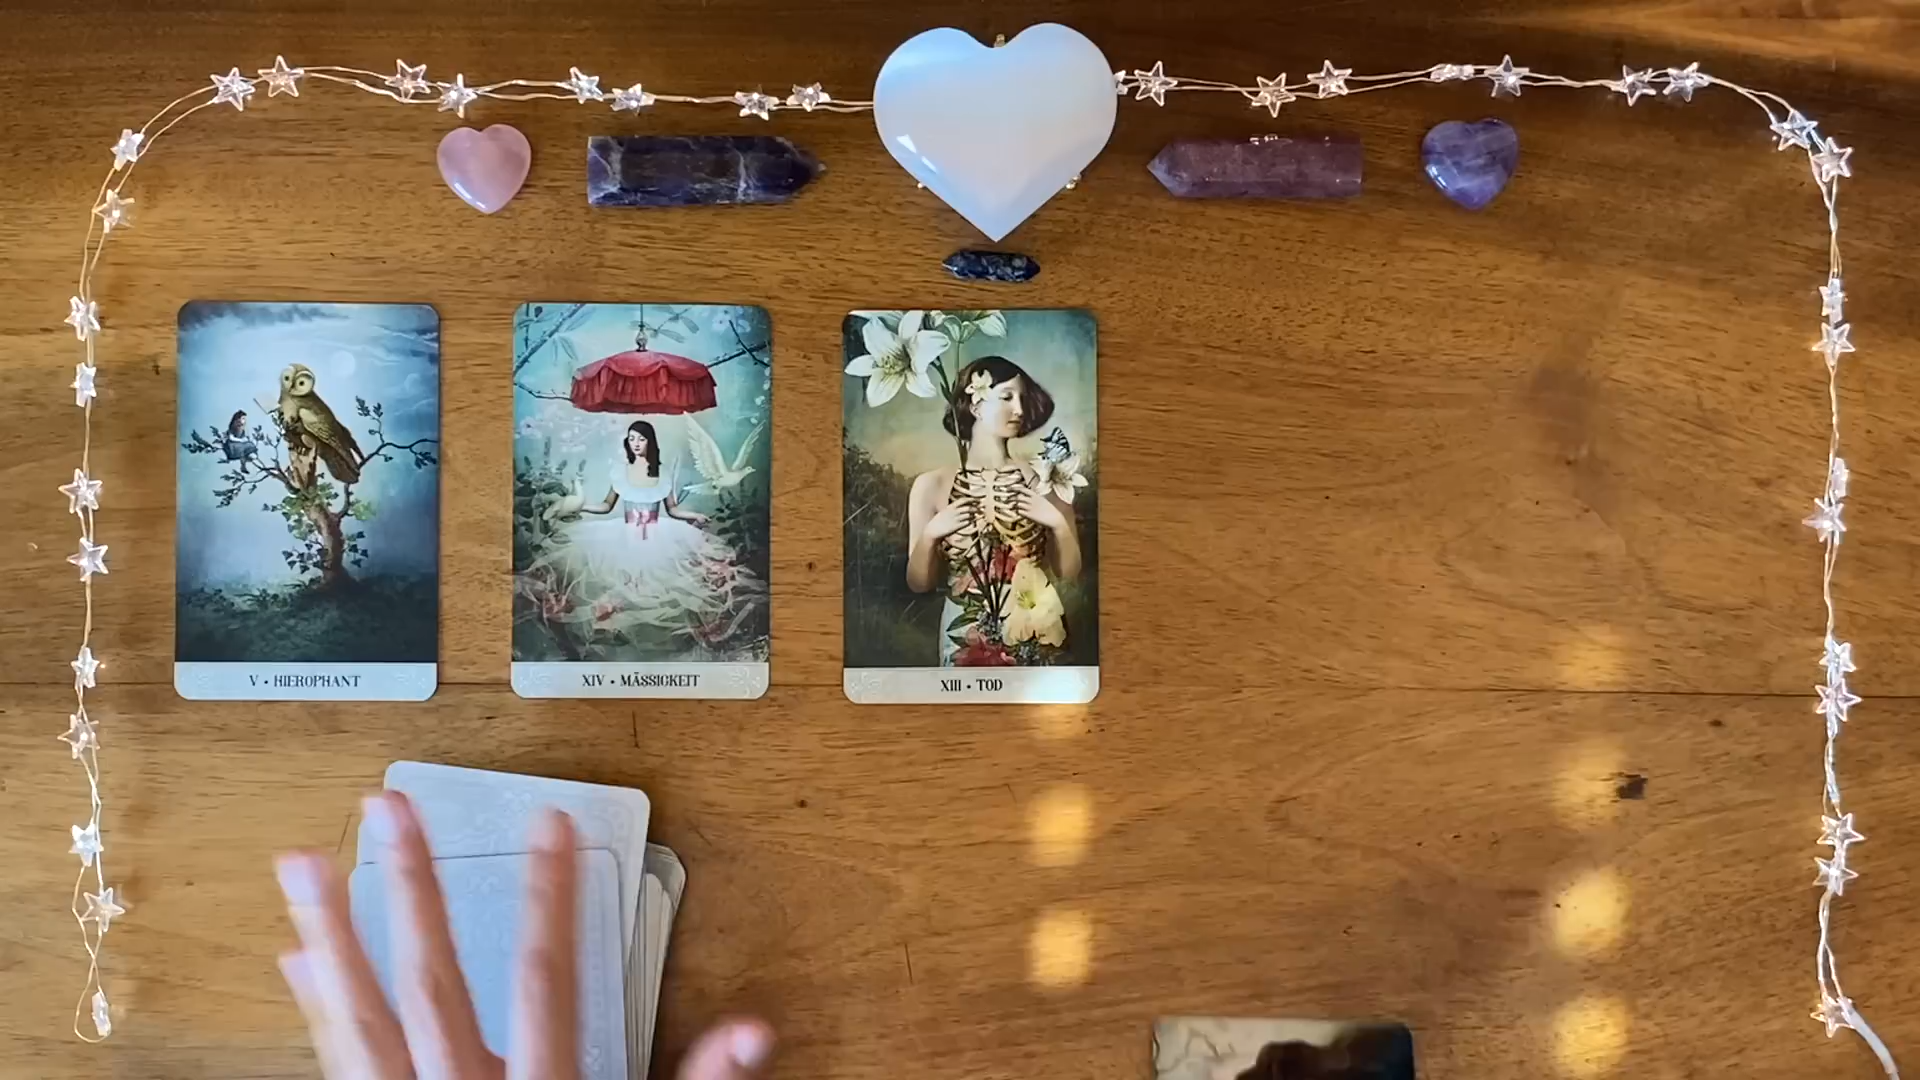 V • HIEROPHANT
XIV • MÄSSIGKEIT
XIII • TOD